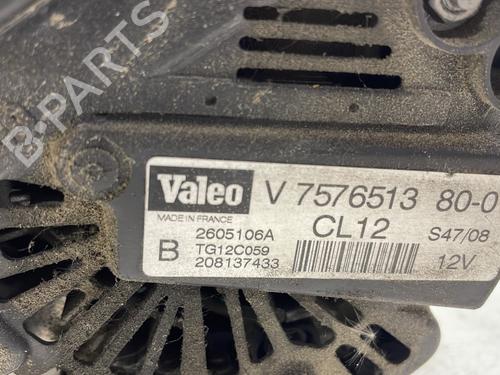 B-PARTS
Valeo V 7576513 80-0
MADE IN FRANCE
2605106A CL12 S47/08
B TG12C059 12V
208137433